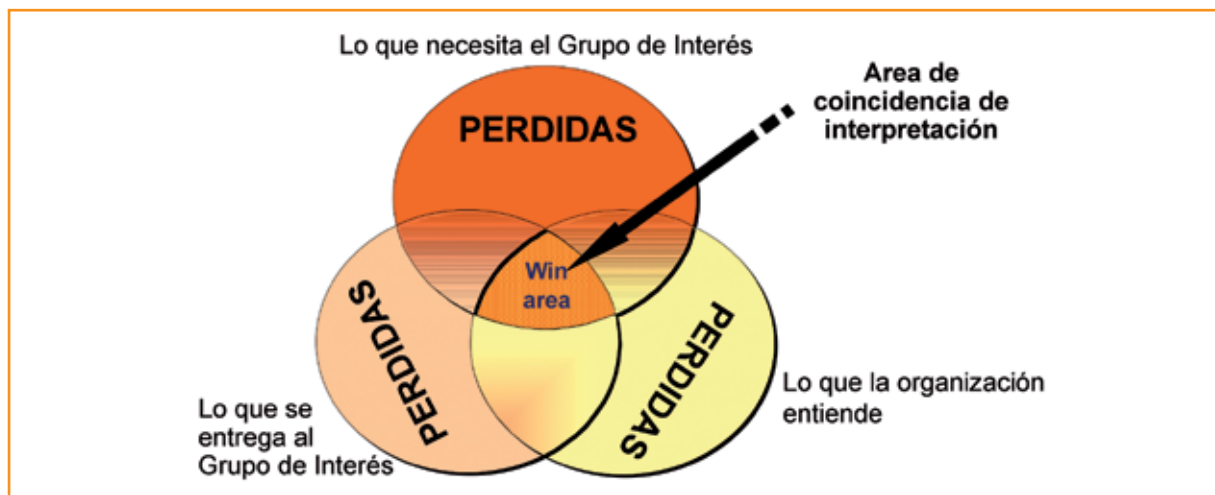 Lo que necesita el Grupo de Interés
Area de
coincidencia de
interpretación
PERDIDAS
Win
area
PERDIDAS
PERDIDAS
Lo que la organización
entiende
Lo que se
entrega al
Grupo de Interés